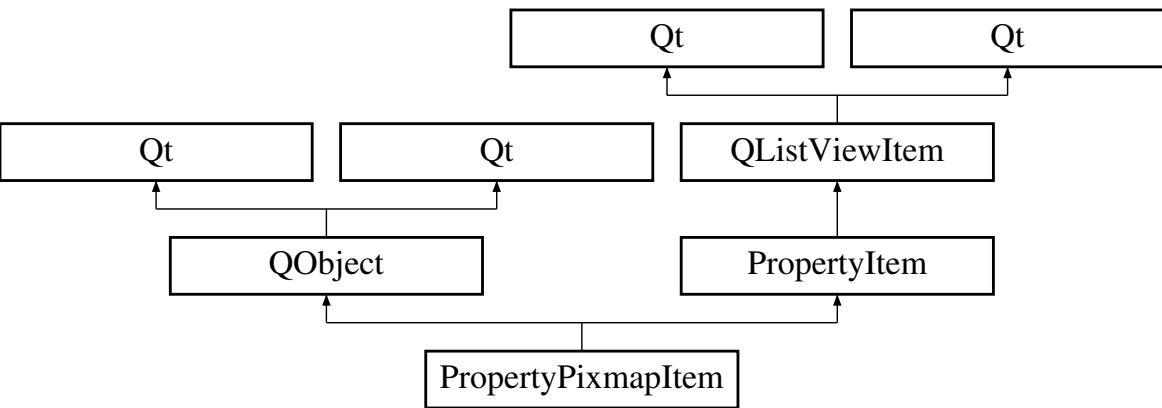 Qt
Qt
Qt
Qt
QListViewItem
QObject
PropertyItem
PropertyPixmapItem